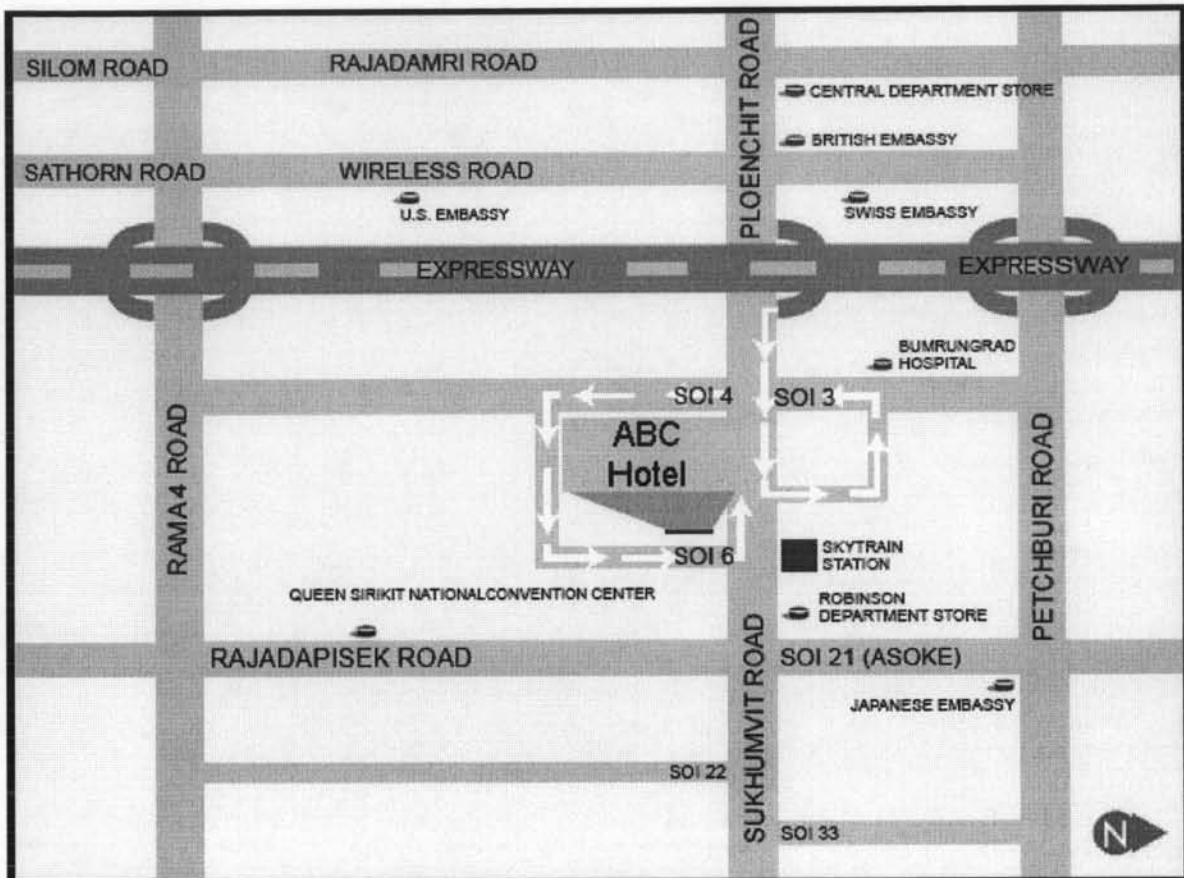 SILOM ROAD
RAJADAMRI ROAD
PLOENCHIT ROAD
CENTRAL DEPARTMENT STORE
BRITISH EMBASSY
SATHORN ROAD
WIRELESS ROAD
U.S. EMBASSY
SWISS EMBASSY
EXPRESSWAY
EXPRESSWAY
BUMRUNGRAD
HOSPITAL
SOI 4
SOI 3
ABC
Hotel
RAMA 4 ROAD
PETCHBURI ROAD
SOI 6
SKYTRAIN
STATION
QUEEN SIRIKIT NATIONALCONVENTION CENTER
ROBINSON
DEPARTMENT STORE
RAJADAPISEK ROAD
SUKHUMVIT ROAD
SOI 21 (ASOKE)
JAPANESE EMBASSY
SOI 22
SOI 33
N